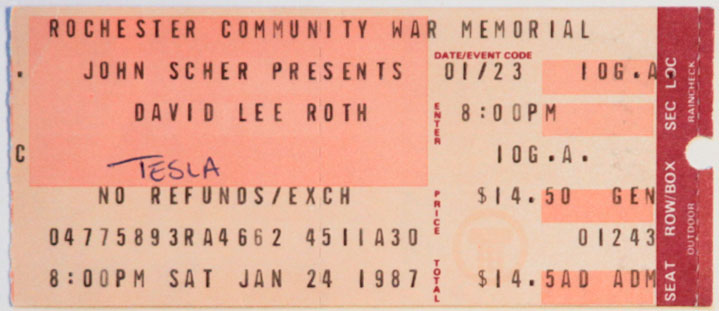 ROCHESTER COMMUNITY WAR MEMORIAL
. JOHN SCHER PRESENTS
DAVID LEE ROTH
C
TESLA
NO REFUNDS/EXCH
04775893RA4662 4511A30
8:00PM SAT JAN 24 1987
DATE/EVENT CODE
01/23 IOG.A
ENTER
8:00PM
IOG.A.
PRICE
$14.50 GEN
01243
TOTAL
$14.5AD ADM
SEAT ROW/BOX SEC LOC
OUTDOOR RAINCHECK